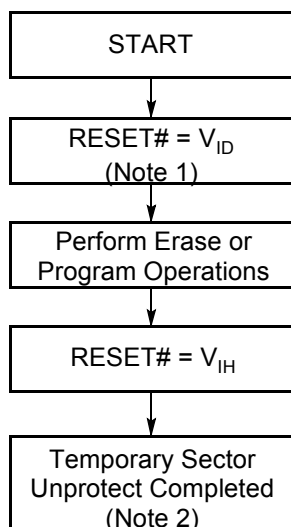 START
RESET# = V_ID
(Note 1)
Perform Erase or
Program Operations
RESET# = V_IH
Temporary Sector
Unprotect Completed
(Note 2)